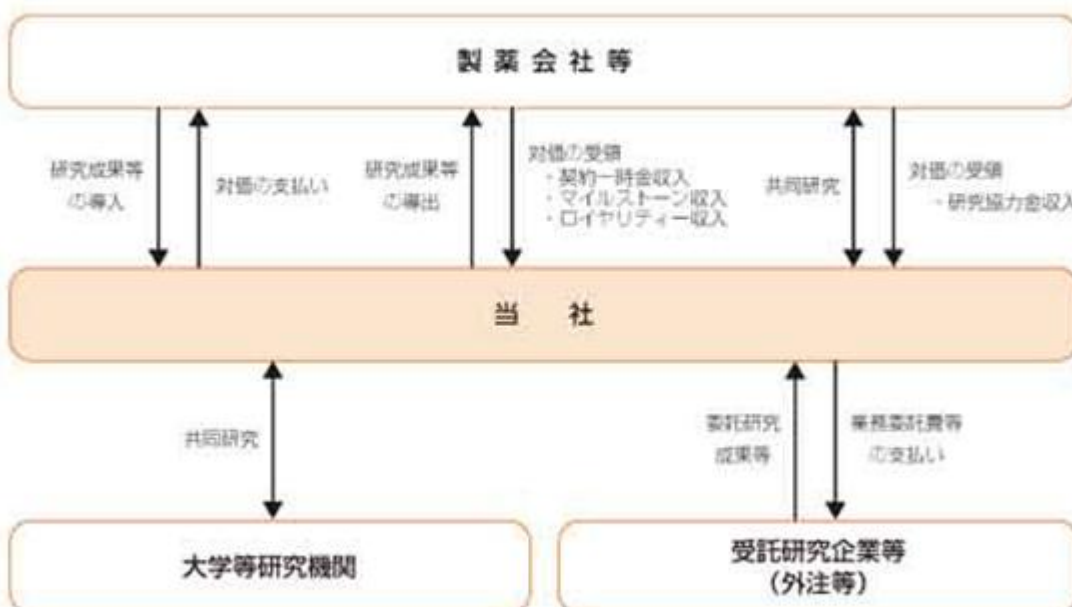 製薬会社等
研究成果等
の導入
対価の支払い
研究成果等
の導出
対価の受領
・契約一時金収入
・マイルストーン収入
・ロイヤリティー収入
共同研究
対価の受領
・研究協力金収入
当 社
共同研究
委託研究
成果等
業務委託費等
の支払い
大学等研究機関
受託研究企業等
（外注等）